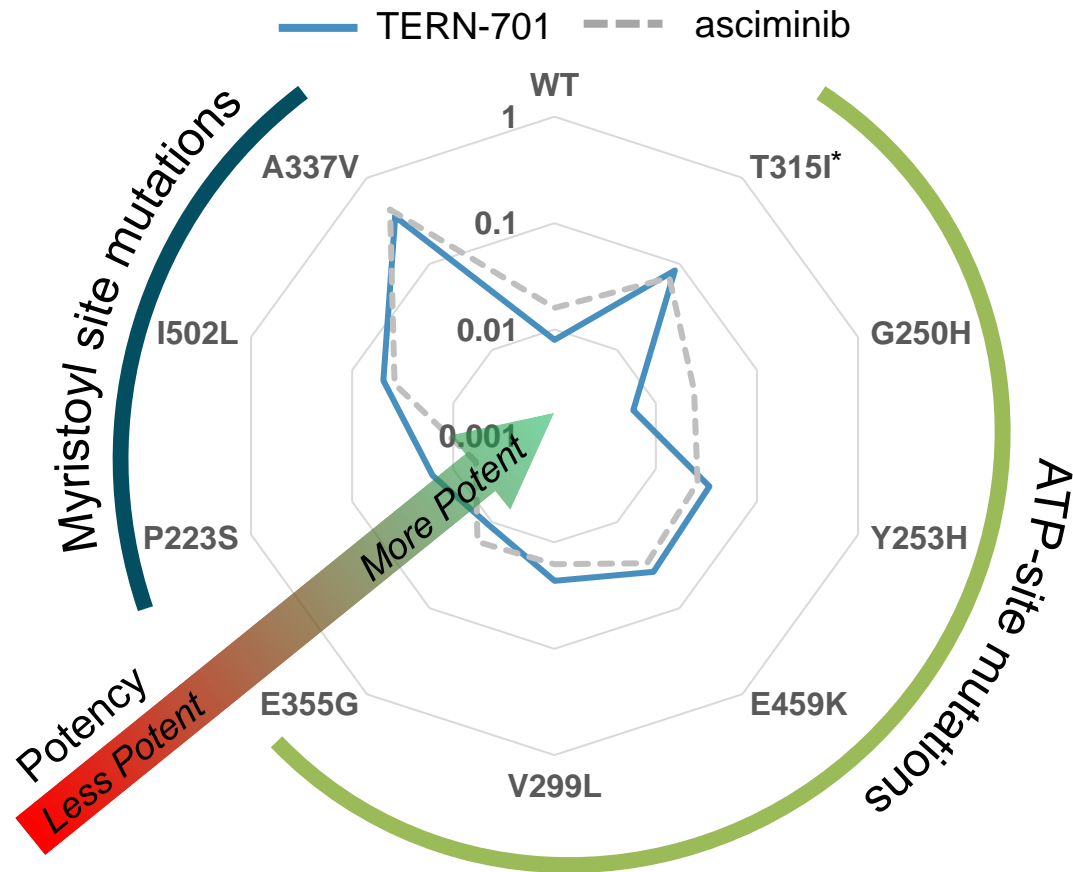 TERN-701
asciminib
WT
1
T315I*
A337V
0.1
G250H
I502L
0.01
0.001
Y253H
P223S
E459K
E355G
V299L
Myristoyl site mutations
ATP-site mutations
Potency
Less Potent
More Potent